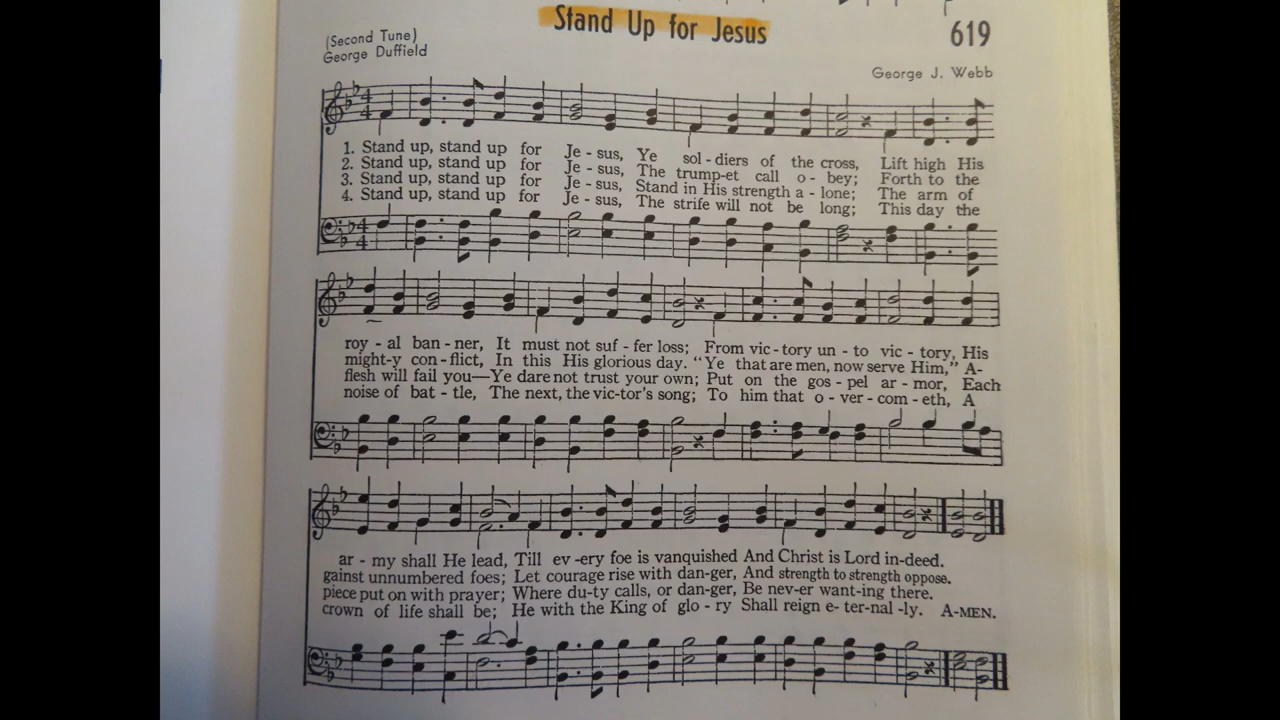 Stand Up for Jesus
619
(Second Tune)
George Duffield
George J. Webb
1. Stand up, stand up for Je - sus, Ye sol - diers of the cross, Lift high His
2. Stand up, stand up for Je - sus, The trump-et call o - bey; Forth to the
3. Stand up, stand up for Je - sus, Stand in His strength a - lone; The arm of
4. Stand up, stand up for Je - sus, The strife will not be long; This day the
roy - al ban - ner, It must not suf - fer loss; From vic - tory un - to vic - tory, His
might-y con - flict, In this His glorious day. "Ye that are men, now serve Him," A-
flesh will fail you—Ye dare not trust your own; Put on the gos - pel ar - mor, Each
noise of bat - tle, The next, the vic-tor's song; To him that o - ver - com - eth, A
ar - my shall He lead, Till ev - ery foe is vanquished And Christ is Lord in-deed.
gainst unnumbered foes; Let courage rise with dan-ger, And strength to strength oppose.
piece put on with prayer; Where du-ty calls, or dan-ger, Be nev-er want-ing there.
crown of life shall be; He with the King of glo - ry Shall reign e- ter-nal -ly. A-MEN.